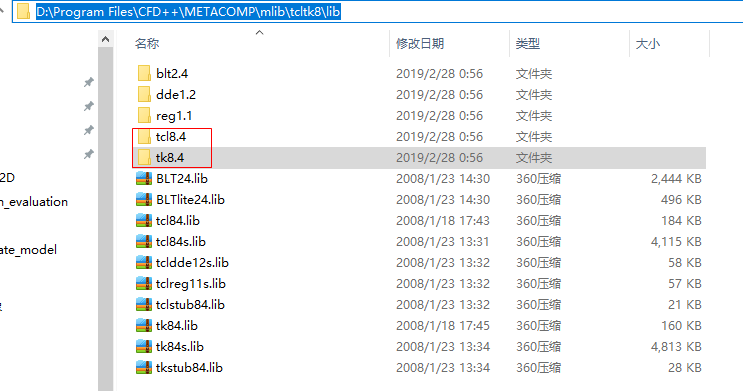 D:\Program Files\CFD++\METACOMP\mlib\tcltk8\lib
名称 修改日期 类型 大小
blt2.4 2019/2/28 0:56 文件夹
dde1.2 2019/2/28 0:56 文件夹
reg1.1 2019/2/28 0:56 文件夹
tcl8.4 2019/2/28 0:56 文件夹
tk8.4 2019/2/28 0:56 文件夹
2D BLT24.lib 2008/1/23 14:30 360压缩 2,444 KB
n_evaluation BLTlite24.lib 2008/1/23 14:30 360压缩 496 KB
tcl84.lib 2008/1/18 17:43 360压缩 184 KB
ate_model tcl84s.lib 2008/1/23 13:31 360压缩 4,115 KB
tcldde12s.lib 2008/1/23 13:32 360压缩 58 KB
tclreg11s.lib 2008/1/23 13:32 360压缩 57 KB
tclstub84.lib 2008/1/23 13:32 360压缩 21 KB
tk84.lib 2008/1/18 17:45 360压缩 160 KB
tk84s.lib 2008/1/23 13:34 360压缩 4,813 KB
tkstub84.lib 2008/1/23 13:34 360压缩 28 KB